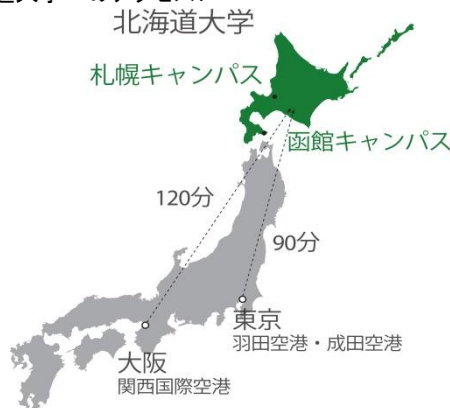 北海道大学
札幌キャンパス
函館キャンパス
120分
90分
東京
羽田空港・成田空港
大阪
関西国際空港